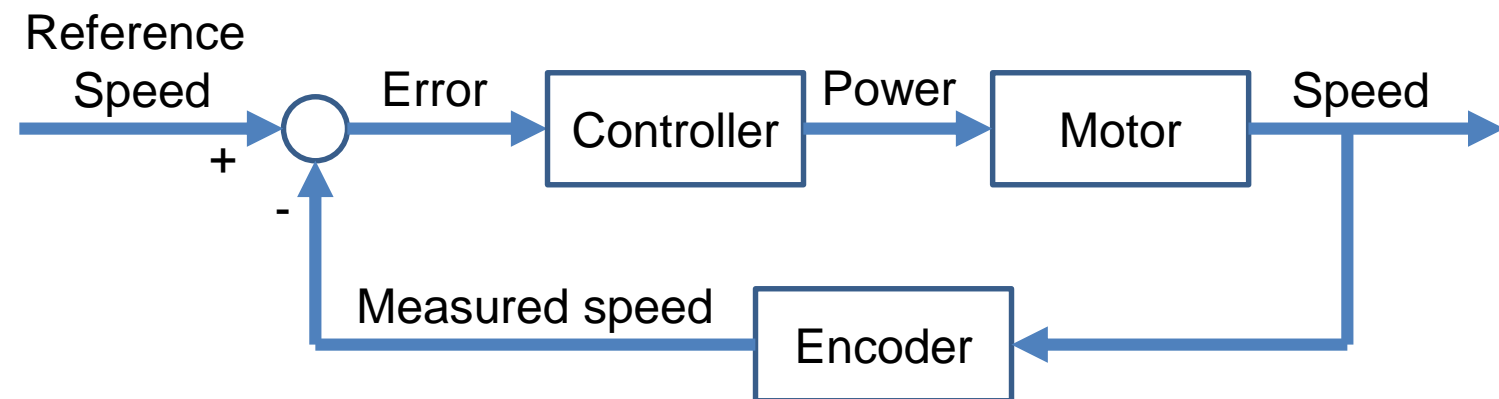 Reference
Speed
Error
Controller
Power
Motor
Speed
+
-
Measured speed
Encoder